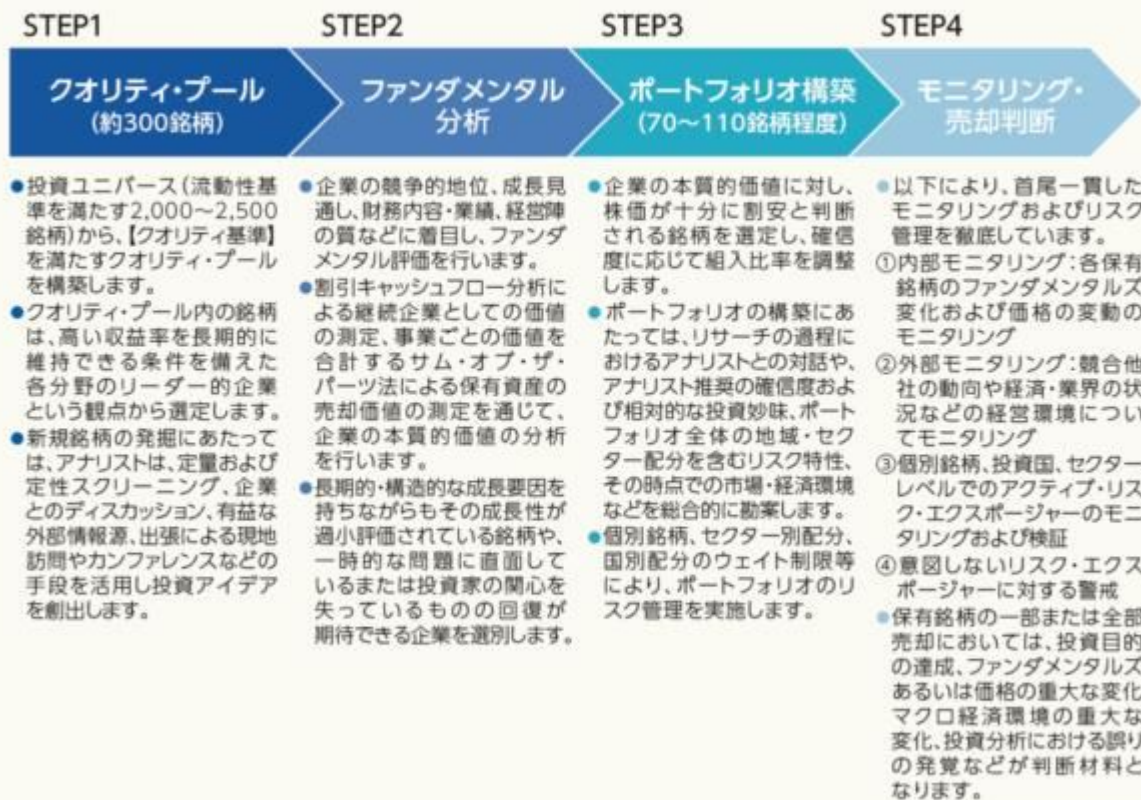 STEP1
クオリティ・プール
(約300銘柄)
●投資ユニバース(流動性基
準を満たす2,000～2,500
銘柄)から、【クオリティ基準】
を満たすクオリティ・プール
を構築します。
●クオリティ・プール内の銘柄
は、高い収益率を長期的に
維持できる条件を備えた
各分野のリーダー的企業
という観点から選定します。
●新規銘柄の発掘にあたって
は、アナリストは、定量および
定性スクリーニング、企業
とのディスカッション、有益な
外部情報源、出張による現地
訪問やカンファレンスなどの
手段を活用し投資アイデア
を創出します。
STEP2
ファンダメンタル
分析
●企業の競争的地位、成長見
通し、財務内容・業績、経営陣
の質などに着目し、ファンダ
メンタル評価を行います。
●割引キャッシュフロー分析に
よる継続企業としての価値
の測定、事業ごとの価値を
合計するサム・オブ・ザ・
パーツ法による保有資産の
売却価値の測定を通じて、
企業の本質的価値の分析
を行います。
●長期的・構造的な成長要因を
持ちながらもその成長性が
過小評価されている銘柄や、
一時的な問題に直面して
いるまたは投資家の関心を
失っているものの回復が
期待できる企業を選別します。
STEP3
ポートフォリオ構築
(70～110銘柄程度)
●企業の本質的価値に対し、
株価が十分に割安と判断
される銘柄を選定し、確信
度に応じて組入比率を調整
します。
●ポートフォリオの構築にあ
たっては、リサーチの過程に
おけるアナリストとの対話や、
アナリスト推奨の確信度およ
び相対的な投資妙味、ポート
フォリオ全体の地域・セク
ター配分を含むリスク特性、
その時点での市場・経済環境
などを総合的に勘案します。
●個別銘柄、セクター別配分、
国別配分のウェイト制限等
により、ポートフォリオのリ
スク管理を実施します。
STEP4
モニタリング・
売却判断
●以下により、首尾一貫した
モニタリングおよびリスク
管理を徹底しています。
①内部モニタリング:各保有
銘柄のファンダメンタルズ
変化および価格の変動の
モニタリング
②外部モニタリング:競合他
社の動向や経済・業界の状
況などの経営環境につい
てモニタリング
③個別銘柄、投資国、セクター
レベルでのアクティブ・リス
ク・エクスポージャーのモニ
タリングおよび検証
④意図しないリスク・エクス
ポージャーに対する警戒
●保有銘柄の一部または全部
売却においては、投資目的
の達成、ファンダメンタルズ
あるいは価格の重大な変化
マクロ経済環境の重大な
変化、投資分析における誤り
の発覚などが判断材料と
なります。